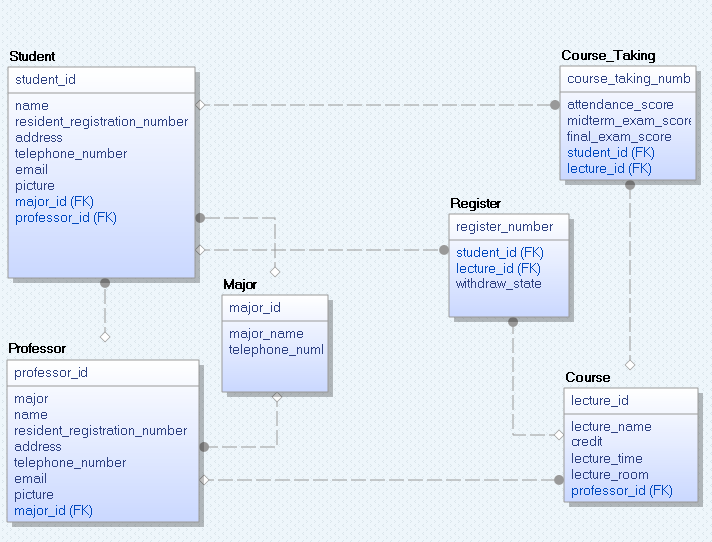 Student
student_id
name
resident_registration_number
address
telephone_number
email
picture
major_id (FK)
professor_id (FK)
Course_Taking
course_taking_numb
attendance_score
midterm_exam_score
final_exam_score
student_id (FK)
lecture_id (FK)
Register
register_number
student_id (FK)
lecture_id (FK)
withdraw_state
Major
major_id
major_name
telephone_numl
Professor
professor_id
major
name
resident_registration_number
address
telephone_number
email
picture
major_id (FK)
Course
lecture_id
lecture_name
credit
lecture_time
lecture_room
professor_id (FK)